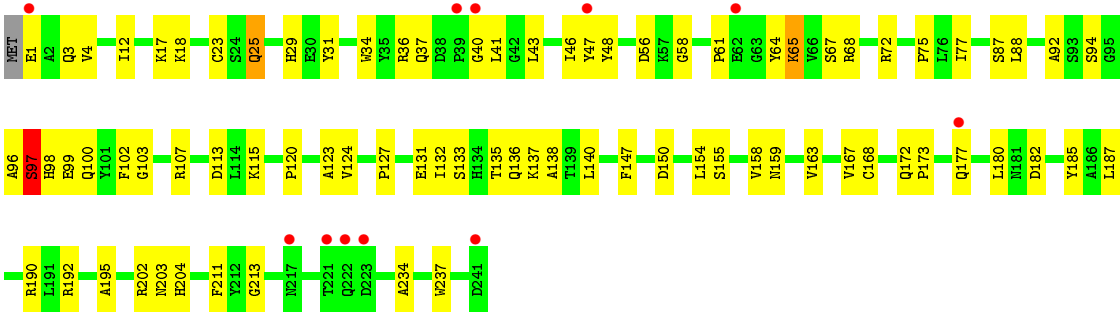 MET E1 A2 Q3 V4 I12 K17 K18 C23 S24 Q25 H29 E30 Y31 W34 Y35 R36 Q37 D38 P39 G40 L41 G42 L43 I46 Y47 Y48 D56 K57 G58 P61 E62 G63 Y64 K65 V66 S67 R68 R72 P75 L76 I77 S87 L88 A92 S93 S94 G95
A96 S97 H98 E99 Q100 Y101 F102 G103 R107 D113 L114 K115 P120 A123 V124 P127 E131 I132 S133 H134 T135 Q136 K137 A138 T139 L140 F147 D150 L154 S155 V158 N159 V163 V167 C168 Q172 P173 Q177 L180 N181 D182 Y185 A186 L187
R190 L191 R192 A195 R202 N203 H204 F211 Y212 G213 N217 T221 Q222 D223 A234 W237 D241